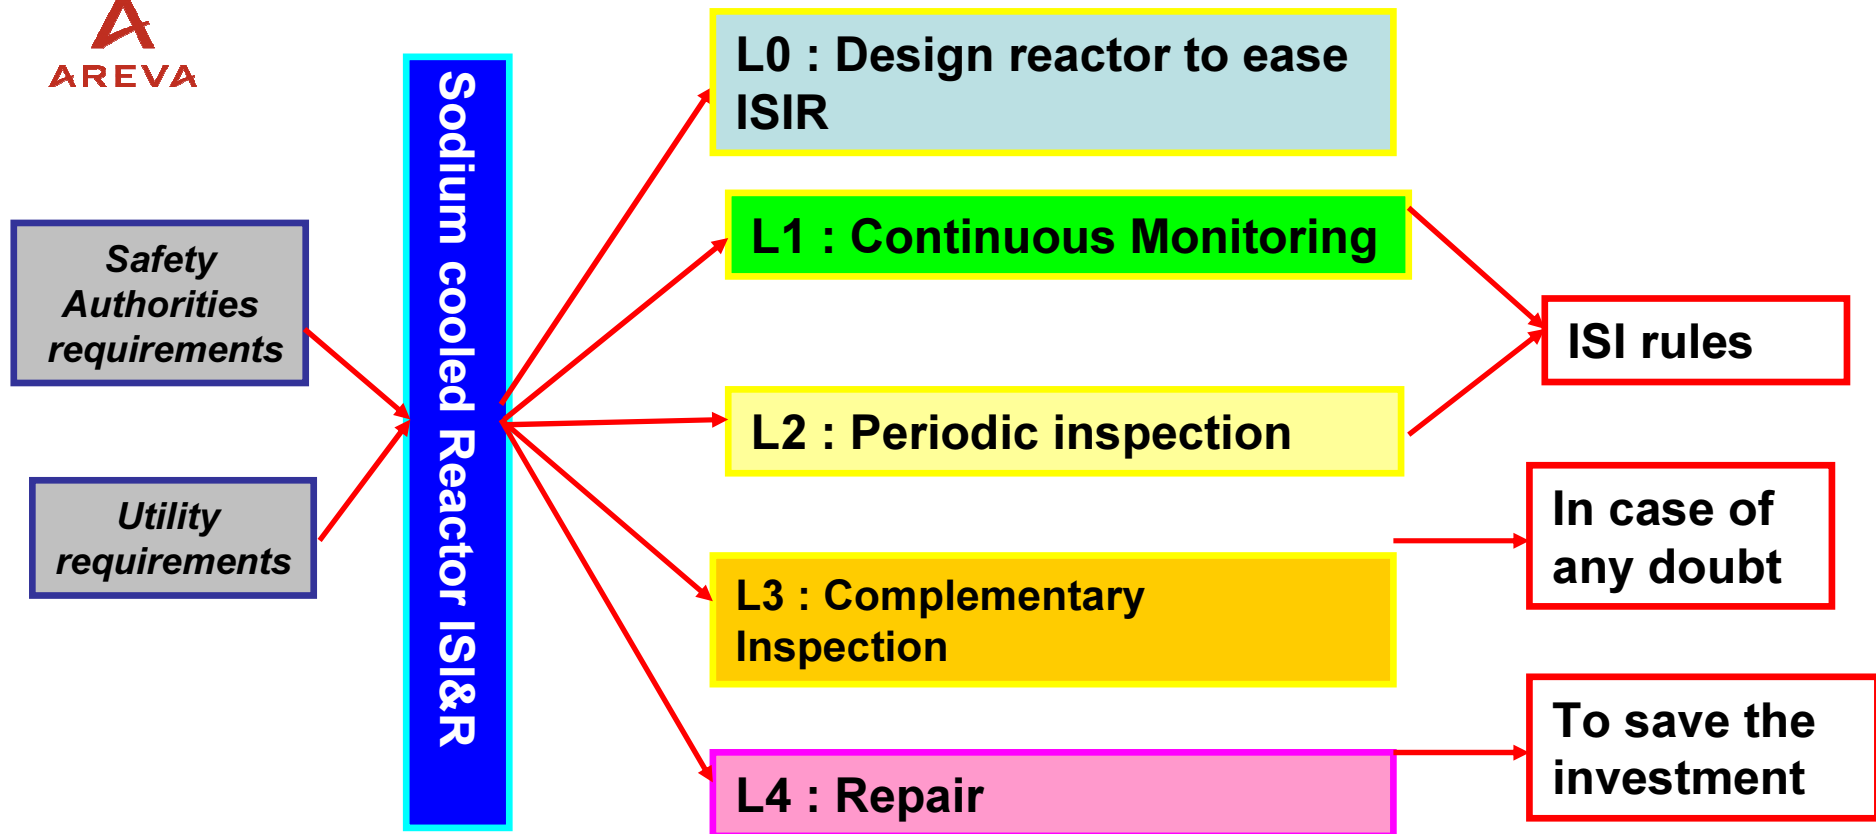 AREVA
Safety
Authorities
requirements
Utility
requirements
Sodium cooled Reactor ISI&R
L0 : Design reactor to ease
ISIR
L1 : Continuous Monitoring
L2 : Periodic inspection
L3 : Complementary
Inspection
L4 : Repair
ISI rules
In case of
any doubt
To save the
investment